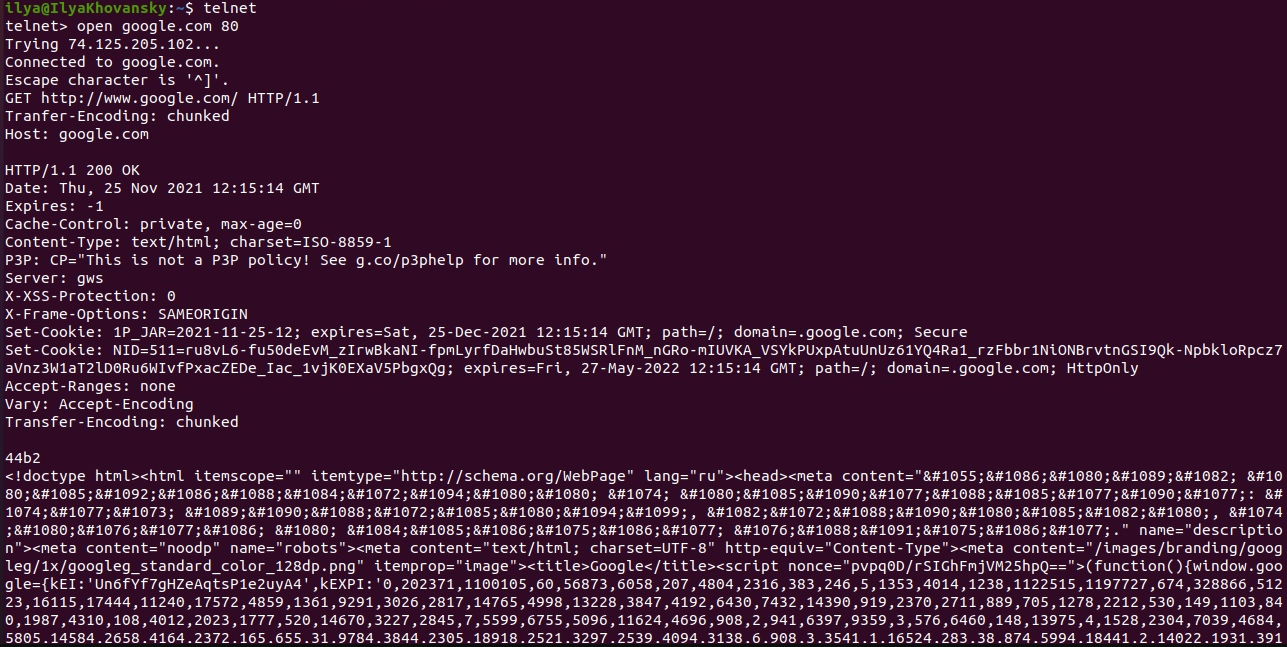 ilya@IlyaKhovansky:~$ telnet
telnet> open google.com 80
Trying 74.125.205.102...
Connected to google.com.
Escape character is '^]'.
GET http://www.google.com/ HTTP/1.1
Tranfer-Encoding: chunked
Host: google.com
HTTP/1.1 200 OK
Date: Thu, 25 Nov 2021 12:15:14 GMT
Expires: -1
Cache-Control: private, max-age=0
Content-Type: text/html; charset=ISO-8859-1
P3P: CP="This is not a P3P policy! See g.co/p3phelp for more info."
Server: gws
X-XSS-Protection: 0
X-Frame-Options: SAMEORIGIN
Set-Cookie: 1P_JAR=2021-11-25-12; expires=Sat, 25-Dec-2021 12:15:14 GMT; path=/; domain=.google.com; Secure
Set-Cookie: NID=511=ru8vL6-fu50deEvM_zIrwBkaNI-fpmLyrfDaHwbuSt85WSRlFnM_nGRo-mIUVKA_VSYkPUxpAtuUnUz61YQ4Ra1_rzFbbr1NiONBrvtnGSI9Qk-NpbkloRpcz7
aVnz3W1aT2lD0Ru6WIvfPxacZEDe_Iac_1vjK0EXaV5PbgxQg; expires=Fri, 27-May-2022 12:15:14 GMT; path=/; domain=.google.com; HttpOnly
Accept-Ranges: none
Vary: Accept-Encoding
Transfer-Encoding: chunked
44b2
<!doctype html><html itemscope="" itemtype="http://schema.org/WebPage" lang="ru"><head><meta content="&#1055;&#1086;&#1080;&#1089;&#1082; &#10
80;&#1085;&#1092;&#1086;&#1088;&#1084;&#1072;&#1094;&#1080;&#1080; &#1074; &#1080;&#1085;&#1090;&#1077;&#1088;&#1085;&#1077;&#1090;&#1077;: &#
1074;&#1077;&#1073; &#1089;&#1090;&#1088;&#1072;&#1085;&#1080;&#1094;&#1099;, &#1082;&#1072;&#1088;&#1090;&#1080;&#1085;&#1082;&#1080;, &#1074
;&#1080;&#1076;&#1077;&#1086; &#1080; &#1084;&#1085;&#1086;&#1075;&#1086;&#1077; &#1076;&#1088;&#1091;&#1075;&#1086;&#1077;." name="descriptio
n"><meta content="noodp" name="robots"><meta content="text/html; charset=UTF-8" http-equiv="Content-Type"><meta content="/images/branding/goog
leg/1x/googleg_standard_color_128dp.png" itemprop="image"><title>Google</title><script nonce="pvpq0D/rSIGhFmjVM25hpQ==">(function(){window.goo
gle={kEI:'Un6fYf7gHZeAqtsP1e2uyA4',kEXPI:'0,202371,1100105,60,56873,6058,207,4804,2316,383,246,5,1353,4014,1238,1122515,1197727,674,328866,512
23,16115,17444,11240,17572,4859,1361,9291,3026,2817,14765,4998,13228,3847,4192,6430,7432,14390,919,2370,2711,889,705,1278,2212,530,149,1103,84
0,1987,4310,108,4012,2023,1777,520,14670,3227,2845,7,5599,6755,5096,11624,4696,908,2,941,6397,9359,3,576,6460,148,13975,4,1528,2304,7039,4684,
5805,14584,2658,4164,2372,165,655,31,9784,3844,2305,18918,2521,3297,2539,4094,3138,6,908,3,3541,1,16524,283,38,874,5994,18441,2,14022,1931,391